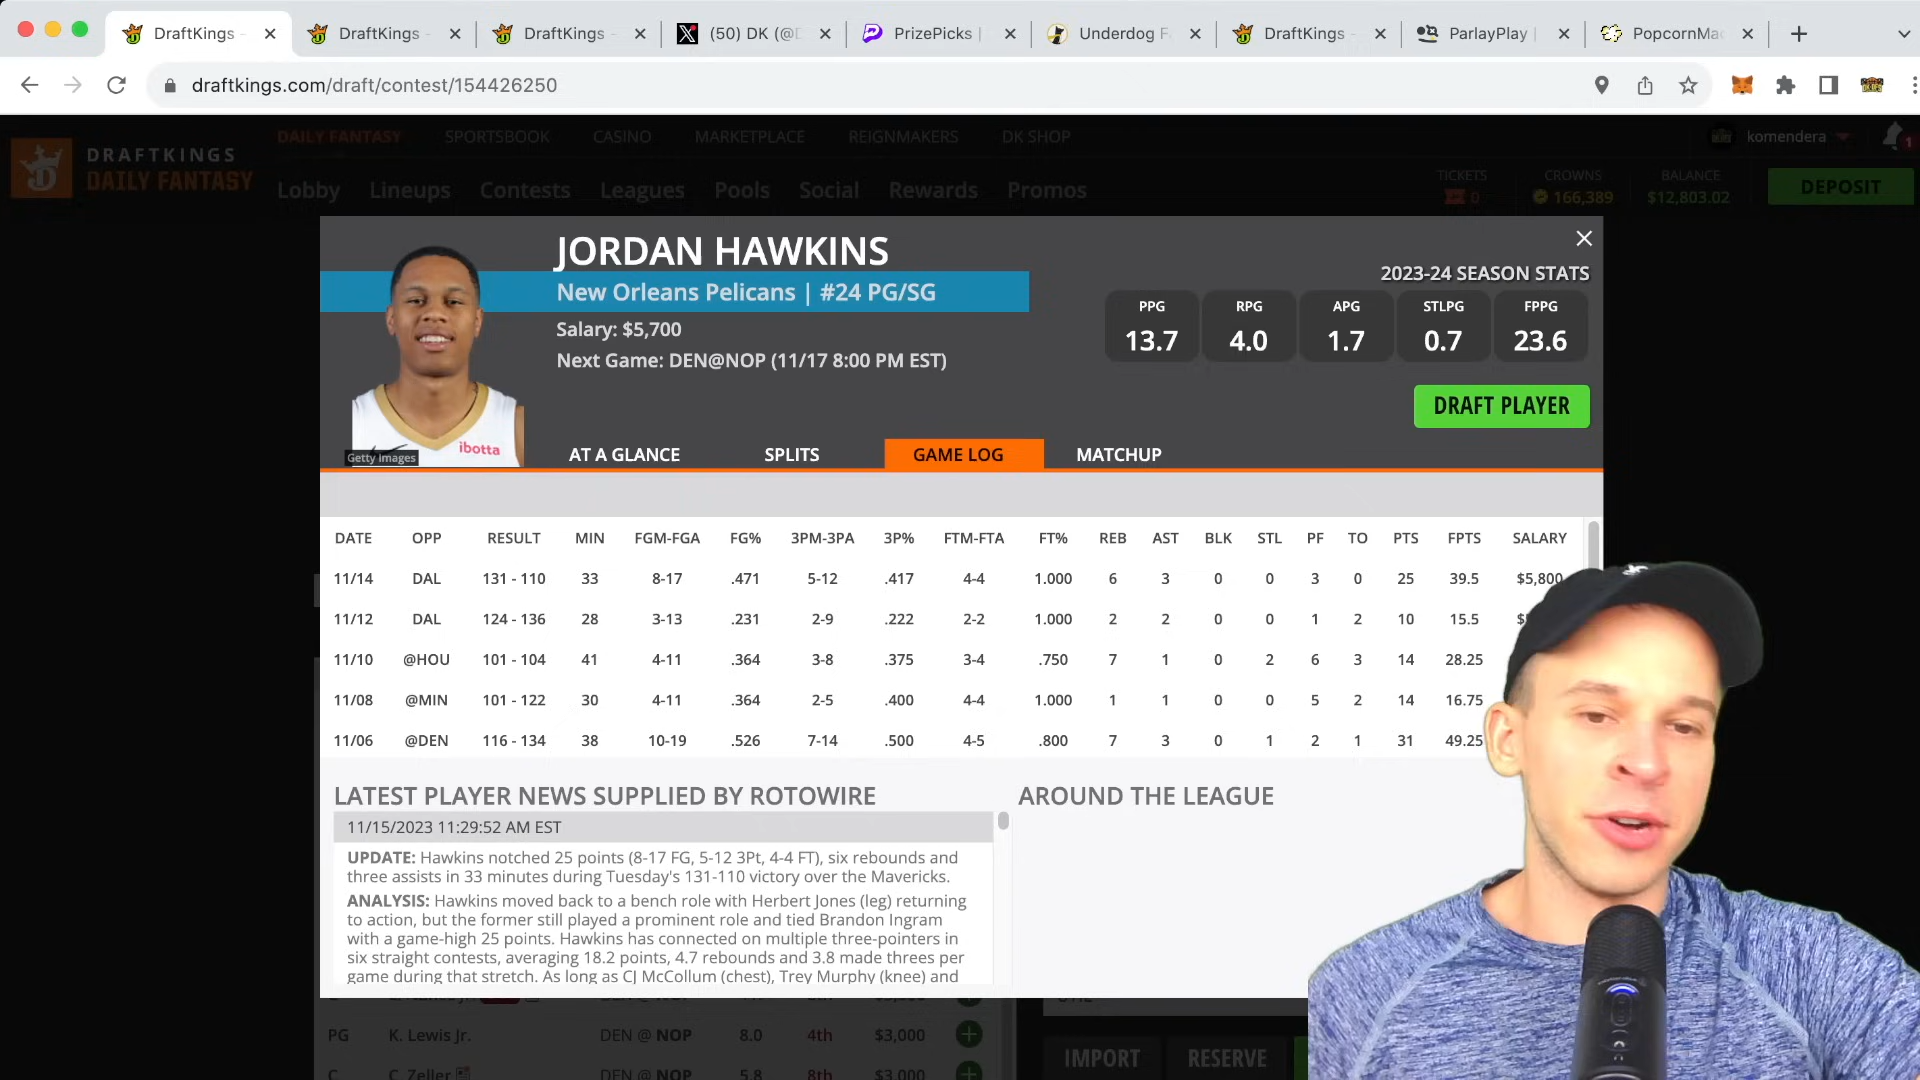 DraftKings -
DraftKings -
DraftKings -
(50) DK (@D
PrizePicks |
Underdog F
DraftKings -
ParlayPlay |
PopcornMac
draftkings.com/draft/contest/154426250
DRAFTKINGS
DAILY FANTASY
DAILY FANTASY SPORTSBOOK CASINO MARKETPLACE REIGNMAKERS DK SHOP
komendera
1
Lobby Lineups Contests Leagues Pools Social Rewards Promos
TICKETS
0
CROWNS
166,389
BALANCE
$12,803.02
DEPOSIT
JORDAN HAWKINS
New Orleans Pelicans | #24 PG/SG
Salary: $5,700
Next Game: DEN@NOP (11/17 8:00 PM EST)
ibotta
Getty Images
2023-24 SEASON STATS
PPG RPG APG STLPG FPPG
13.7 4.0 1.7 0.7 23.6
DRAFT PLAYER
AT A GLANCE SPLITS GAME LOG MATCHUP
DATE OPP RESULT MIN FGM-FGA FG% 3PM-3PA 3P% FTM-FTA FT% REB AST BLK STL PF TO PTS FPTS SALARY
11/14 DAL 131 - 110 33 8-17 .471 5-12 .417 4-4 1.000 6 3 0 0 3 0 25 39.5 $5,800
11/12 DAL 124 - 136 28 3-13 .231 2-9 .222 2-2 1.000 2 2 0 0 1 2 10 15.5 $
11/10 @HOU 101 - 104 41 4-11 .364 3-8 .375 3-4 .750 7 1 0 2 6 3 14 28.25
11/08 @MIN 101 - 122 30 4-11 .364 2-5 .400 4-4 1.000 1 1 0 0 5 2 14 16.75
11/06 @DEN 116 - 134 38 10-19 .526 7-14 .500 4-5 .800 7 3 0 1 2 1 31 49.25
LATEST PLAYER NEWS SUPPLIED BY ROTOWIRE
11/15/2023 11:29:52 AM EST
UPDATE: Hawkins notched 25 points (8-17 FG, 5-12 3Pt, 4-4 FT), six rebounds and
three assists in 33 minutes during Tuesday's 131-110 victory over the Mavericks.
ANALYSIS: Hawkins moved back to a bench role with Herbert Jones (leg) returning
to action, but the former still played a prominent role and tied Brandon Ingram
with a game-high 25 points. Hawkins has connected on multiple three-pointers in
six straight contests, averaging 18.2 points, 4.7 rebounds and 3.8 made threes per
game during that stretch. As long as CJ McCollum (chest), Trey Murphy (knee) and
AROUND THE LEAGUE
PG K. Lewis Jr. DEN @ NOP 8.0 4th $3,000
C C. Zeller DEN @ NOP 5.8 8th $3,000
IMPORT RESERVE